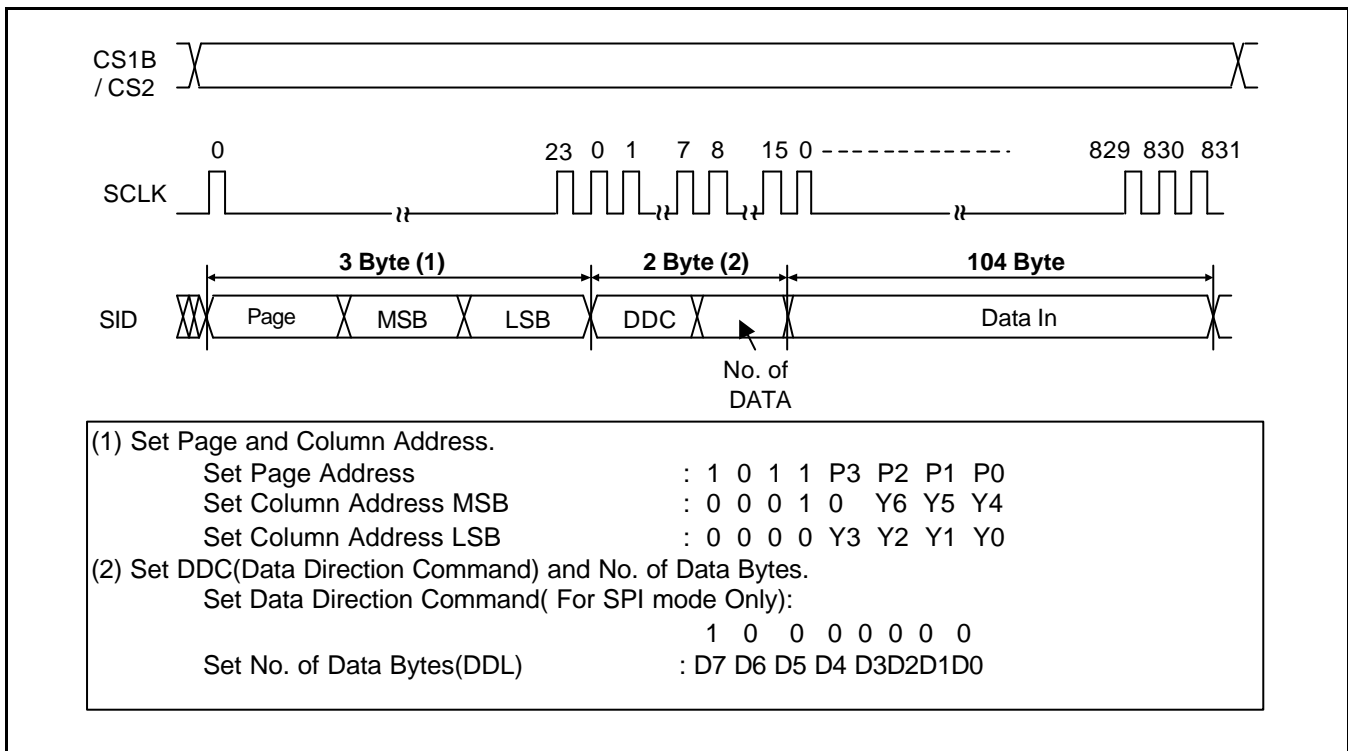 CS1B
/ CS2
0 23 0 1 7 8 15 0 829 830 831
SCLK
3 Byte (1) 2 Byte (2) 104 Byte
SID Page MSB LSB DDC Data In
No. of
DATA
(1) Set Page and Column Address.
Set Page Address : 1 0 1 1 P3 P2 P1 P0
Set Column Address MSB : 0 0 0 1 0 Y6 Y5 Y4
Set Column Address LSB : 0 0 0 0 Y3 Y2 Y1 Y0
(2) Set DDC(Data Direction Command) and No. of Data Bytes.
Set Data Direction Command( For SPI mode Only):
1 0 0 0 0 0 0 0
Set No. of Data Bytes(DDL) : D7 D6 D5 D4 D3D2D1D0